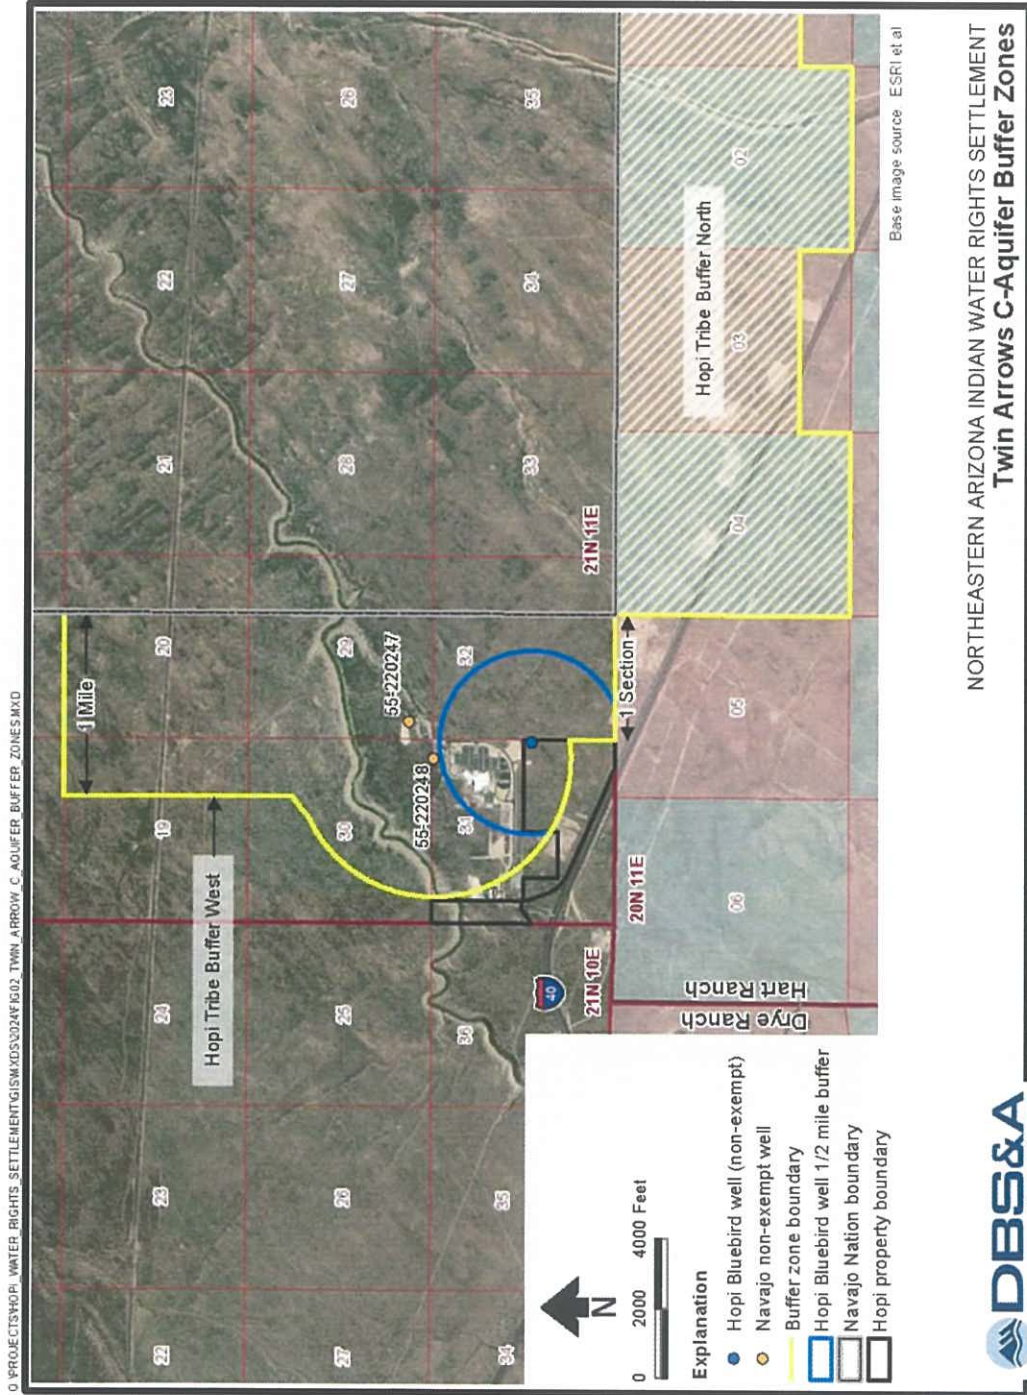 Q:\PROJECTS\HOPI_WATER_RIGHTS_SETTLEMENT\GIS\MXDS\2024\FIG02_TWIN_ARROW_C_AQUIFER_BUFFER_ZONES.MXD
1 Mile
22
23
24
19
20
21
22
23
Hopi Tribe Buffer West
27
26
25
30
29
28
27
26
55-220247
55-220248
34
35
36
31
32
33
34
35
40
21N 10E
21N 11E
1 Section
20N 11E
Drye Ranch
Hart Ranch
06
05
04
03
02
Hopi Tribe Buffer North
Base image source: ESRI et al
N
0 2000 4000 Feet
Explanation
Hopi Bluebird well (non-exempt)
Navajo non-exempt well
Buffer zone boundary
Hopi Bluebird well 1/2 mile buffer
Navajo Nation boundary
Hopi property boundary
DBS&A
NORTHEASTERN ARIZONA INDIAN WATER RIGHTS SETTLEMENT
Twin Arrows C-Aquifer Buffer Zones